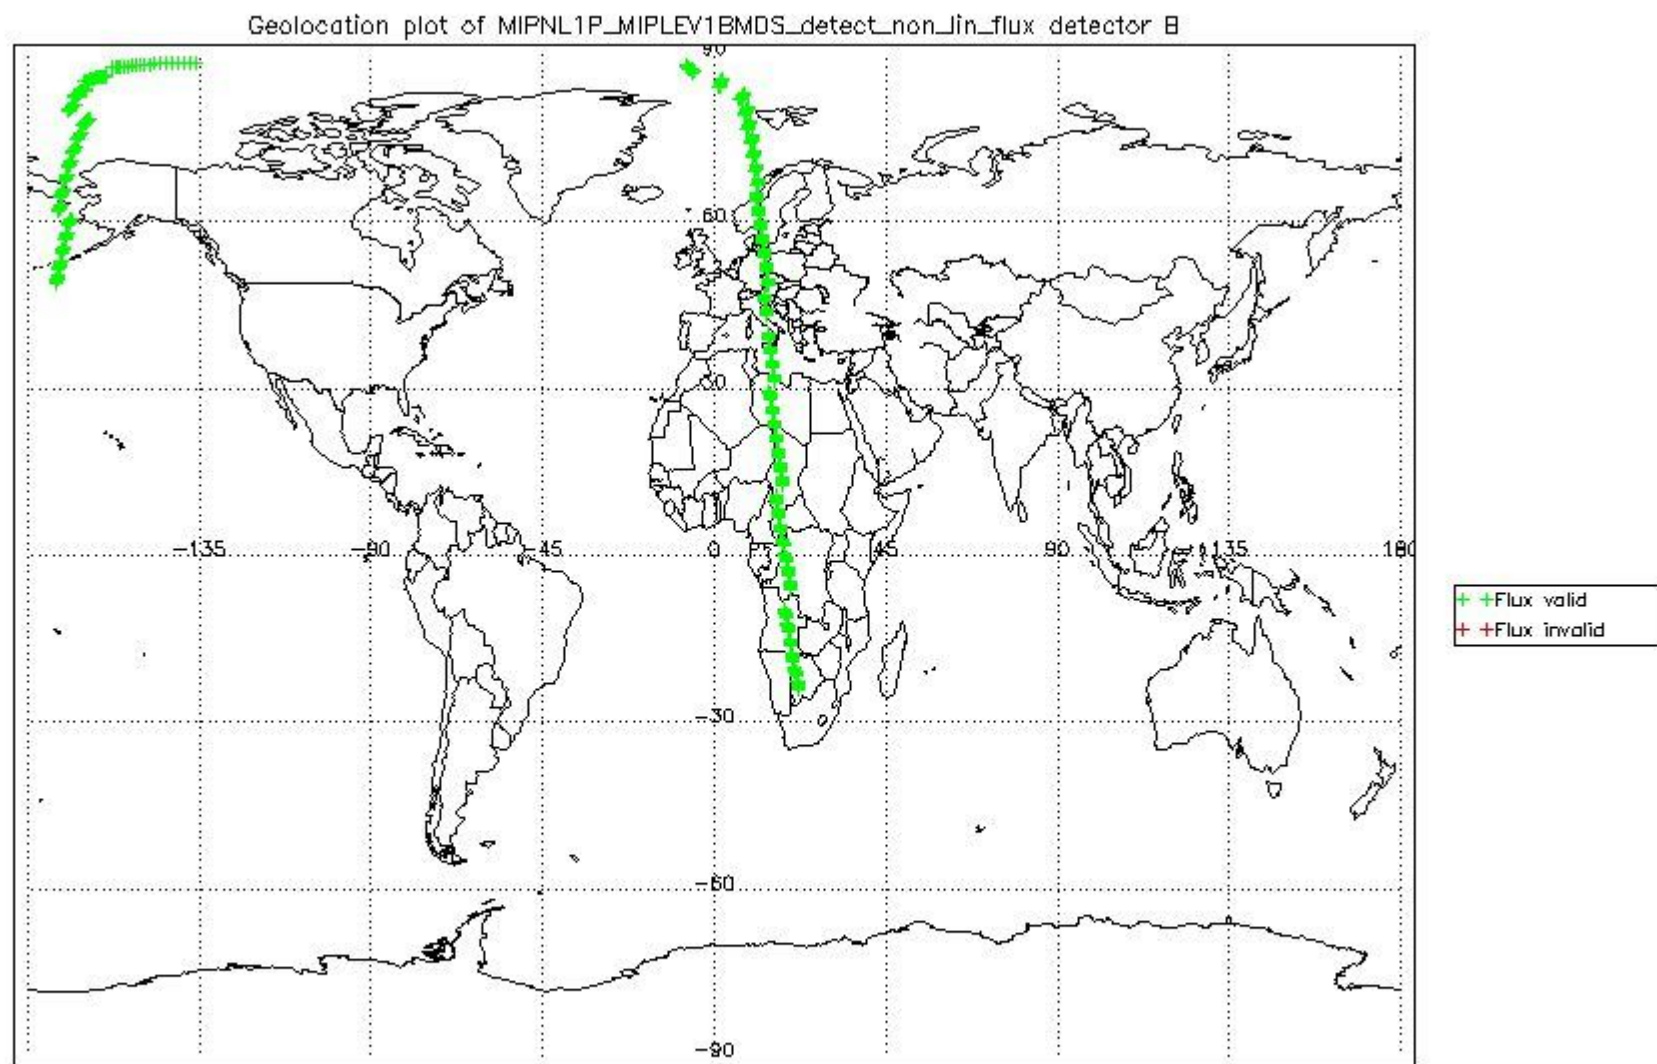 Geolocation plot of MIPNL1P_MIPLEV1BMDS_detect_non_lin_flux detector B
90
60
30
-135 -90 -45 0 45 90 135 180
-30
-60
-90
+ +Flux valid
+ +Flux invalid